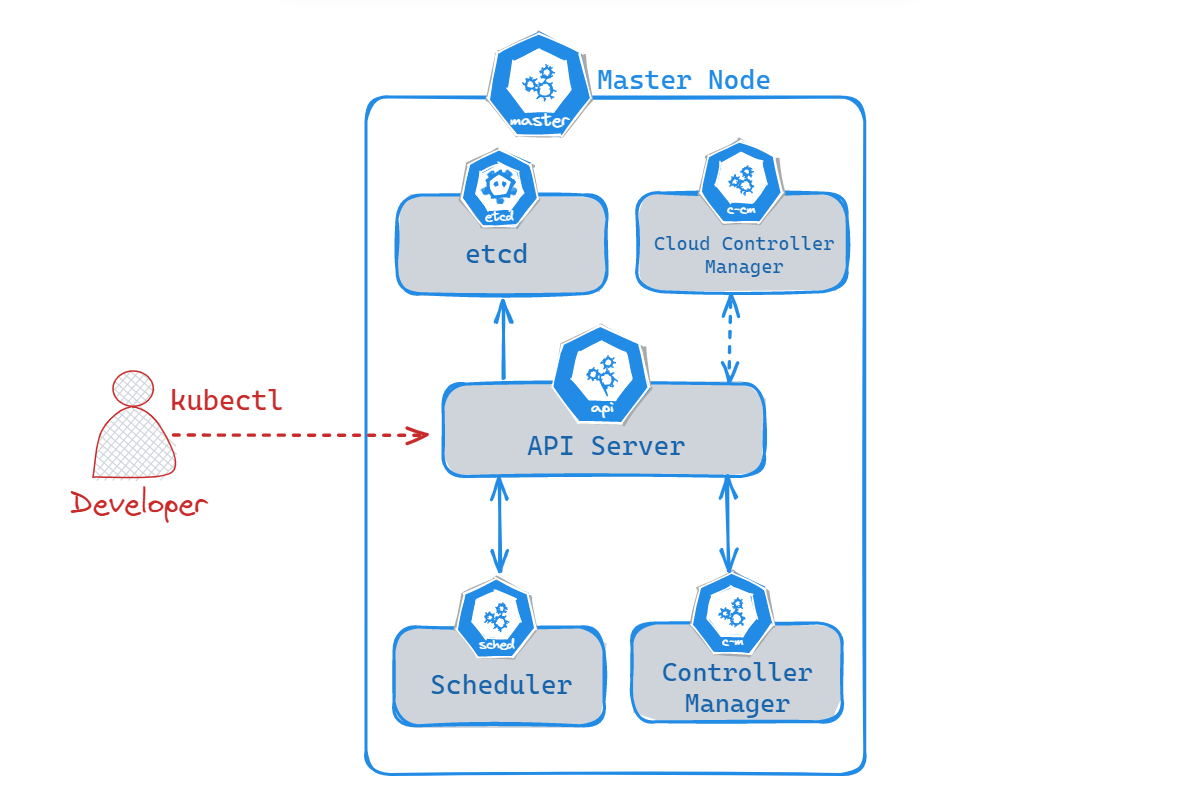 Master Node
master
etcd
etcd
c-cm
Cloud Controller
Manager
kubectl
Developer
api
API Server
sched
Scheduler
c-m
Controller
Manager